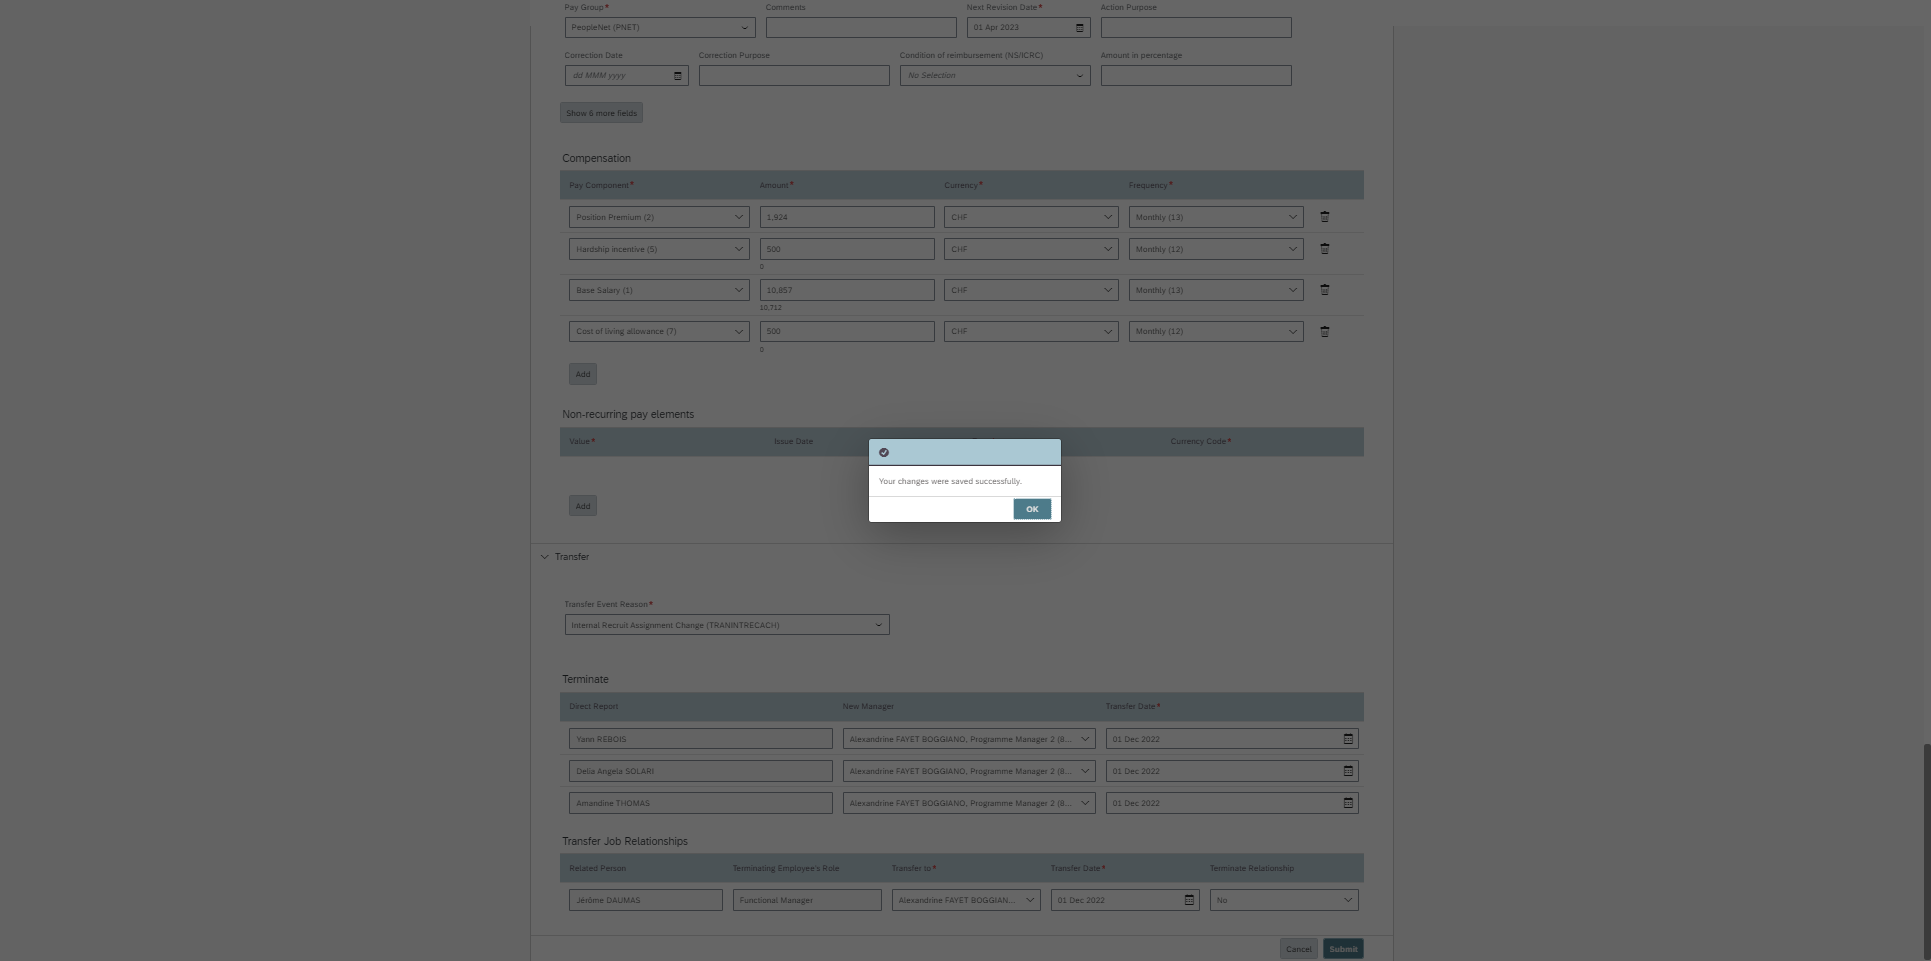 Pay Group*	Comments	Next Revision Date*	Action Purpose
PeopleNet (PNET)	01 Apr 2023
Correction Date	Correction Purpose	Condition of reimbursement (NS/ICRC)	Amount in percentage
dd MMM yyyy	No Selection
Show 6 more fields
Compensation
Pay Component*	Amount*	Currency*	Frequency*
Position Premium (2)	1,924	CHF	Monthly (13)
Hardship incentive (5)	500	CHF	Monthly (12)
0
Base Salary (1)	10,857	CHF	Monthly (13)
10,712
Cost of living allowance (7)	500	CHF	Monthly (12)
0
Add
Non-recurring pay elements
Value*	Issue Date	Currency Code*
Your changes were saved successfully.
Add
OK
Transfer
Transfer Event Reason*
Internal Recruit Assignment Change (TRANINTRECACH)
Terminate
Direct Report	New Manager	Transfer Date*
Yann REBOIS	Alexandrine FAYET BOGGIANO, Programme Manager 2 (8...	01 Dec 2022
Delia Angela SOLARI	Alexandrine FAYET BOGGIANO, Programme Manager 2 (8...	01 Dec 2022
Amandine THOMAS	Alexandrine FAYET BOGGIANO, Programme Manager 2 (8...	01 Dec 2022
Transfer Job Relationships
Related Person	Terminating Employee's Role	Transfer to*	Transfer Date*	Terminate Relationship
Jérôme DAUMAS	Functional Manager	Alexandrine FAYET BOGGIAN...	01 Dec 2022	No
Cancel	Submit